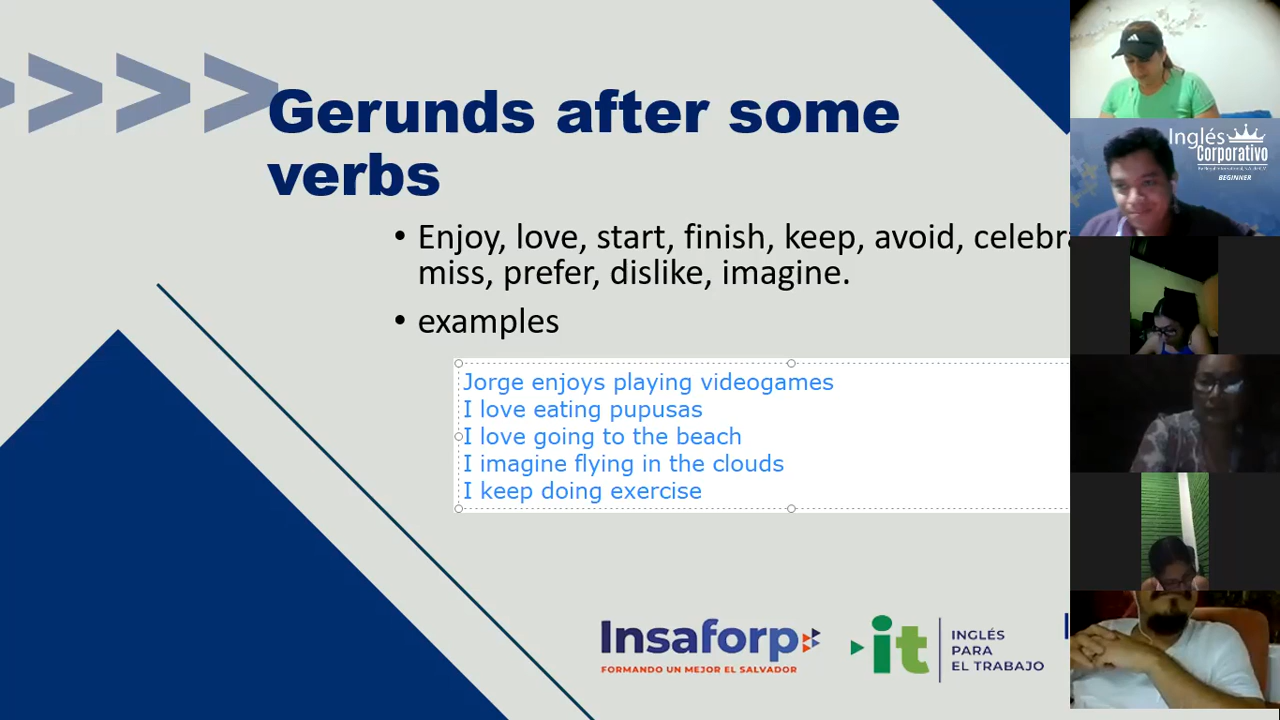 Gerunds after some
verbs
• Enjoy, love, start, finish, keep, avoid,
miss, prefer, dislike, imagine.
• examples
Jorge enjoys playing videogames
I love eating pupusas
I love going to the beach
I imagine flying in the clouds
I keep doing exercise
Insaforp
FORMANDO UN MEJOR EL SALVADOR
it
INGLÉS
PARA
EL TRABAJO
Inglés
Corporativo
BEGINNER